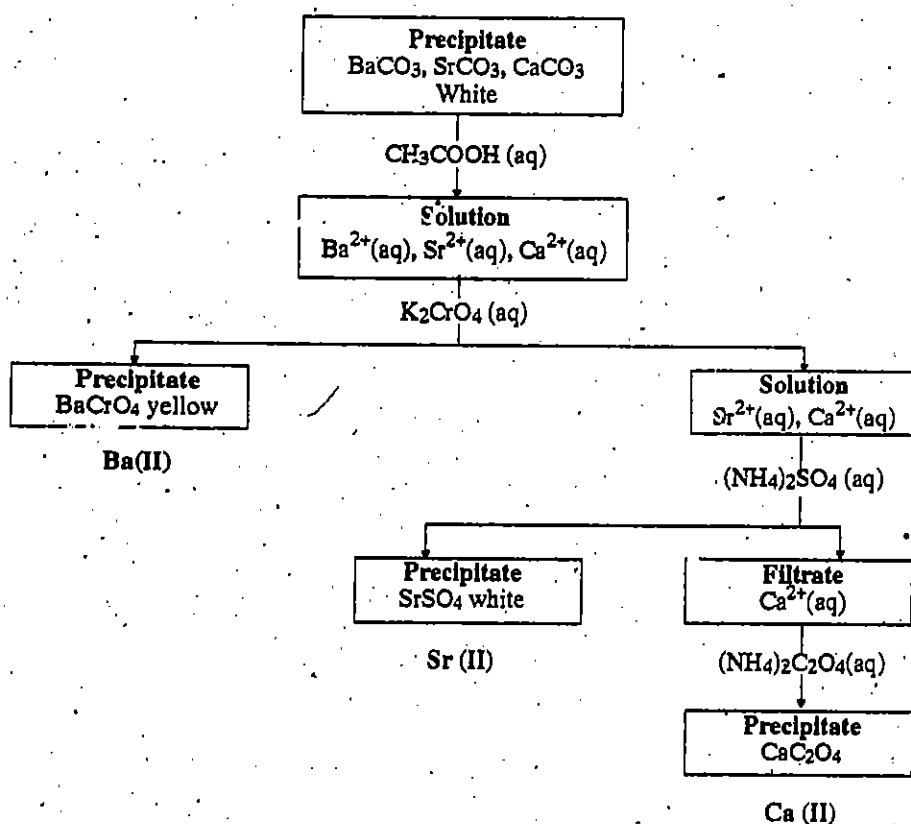 Precipitate
BaCO3, SrCO3, CaCO3
White
CH3COOH (aq)
Solution
Ba2+(aq), Sr2+(aq), Ca2+(aq)
K2CrO4 (aq)
Precipitate
BaCrO4 yellow
Ba(II)
Solution
Sr2+(aq), Ca2+(aq)
(NH4)2SO4 (aq)
Precipitate
SrSO4 white
Sr (II)
Filtrate
Ca2+(aq)
(NH4)2C2O4(aq)
Precipitate
CaC2O4
Ca (II)